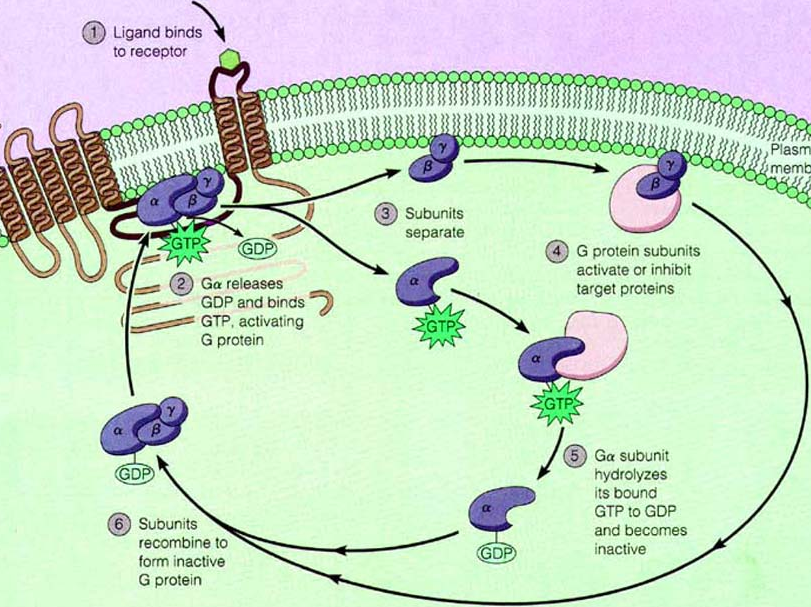 1 Ligand binds
to receptor
Plasm
memb
γ
β
γ
β
α
γ
β
GTP
GDP
3 Subunits
separate
4 G protein subunits
activate or inhibit
target proteins
2 Gα releases
GDP and binds
GTP, activating
G protein
α
GTP
α
GTP
α
γ
β
GDP
5 Gα subunit
hydrolyzes
its bound
GTP to GDP
and becomes
inactive
α
GDP
6 Subunits
recombine to
form inactive
G protein